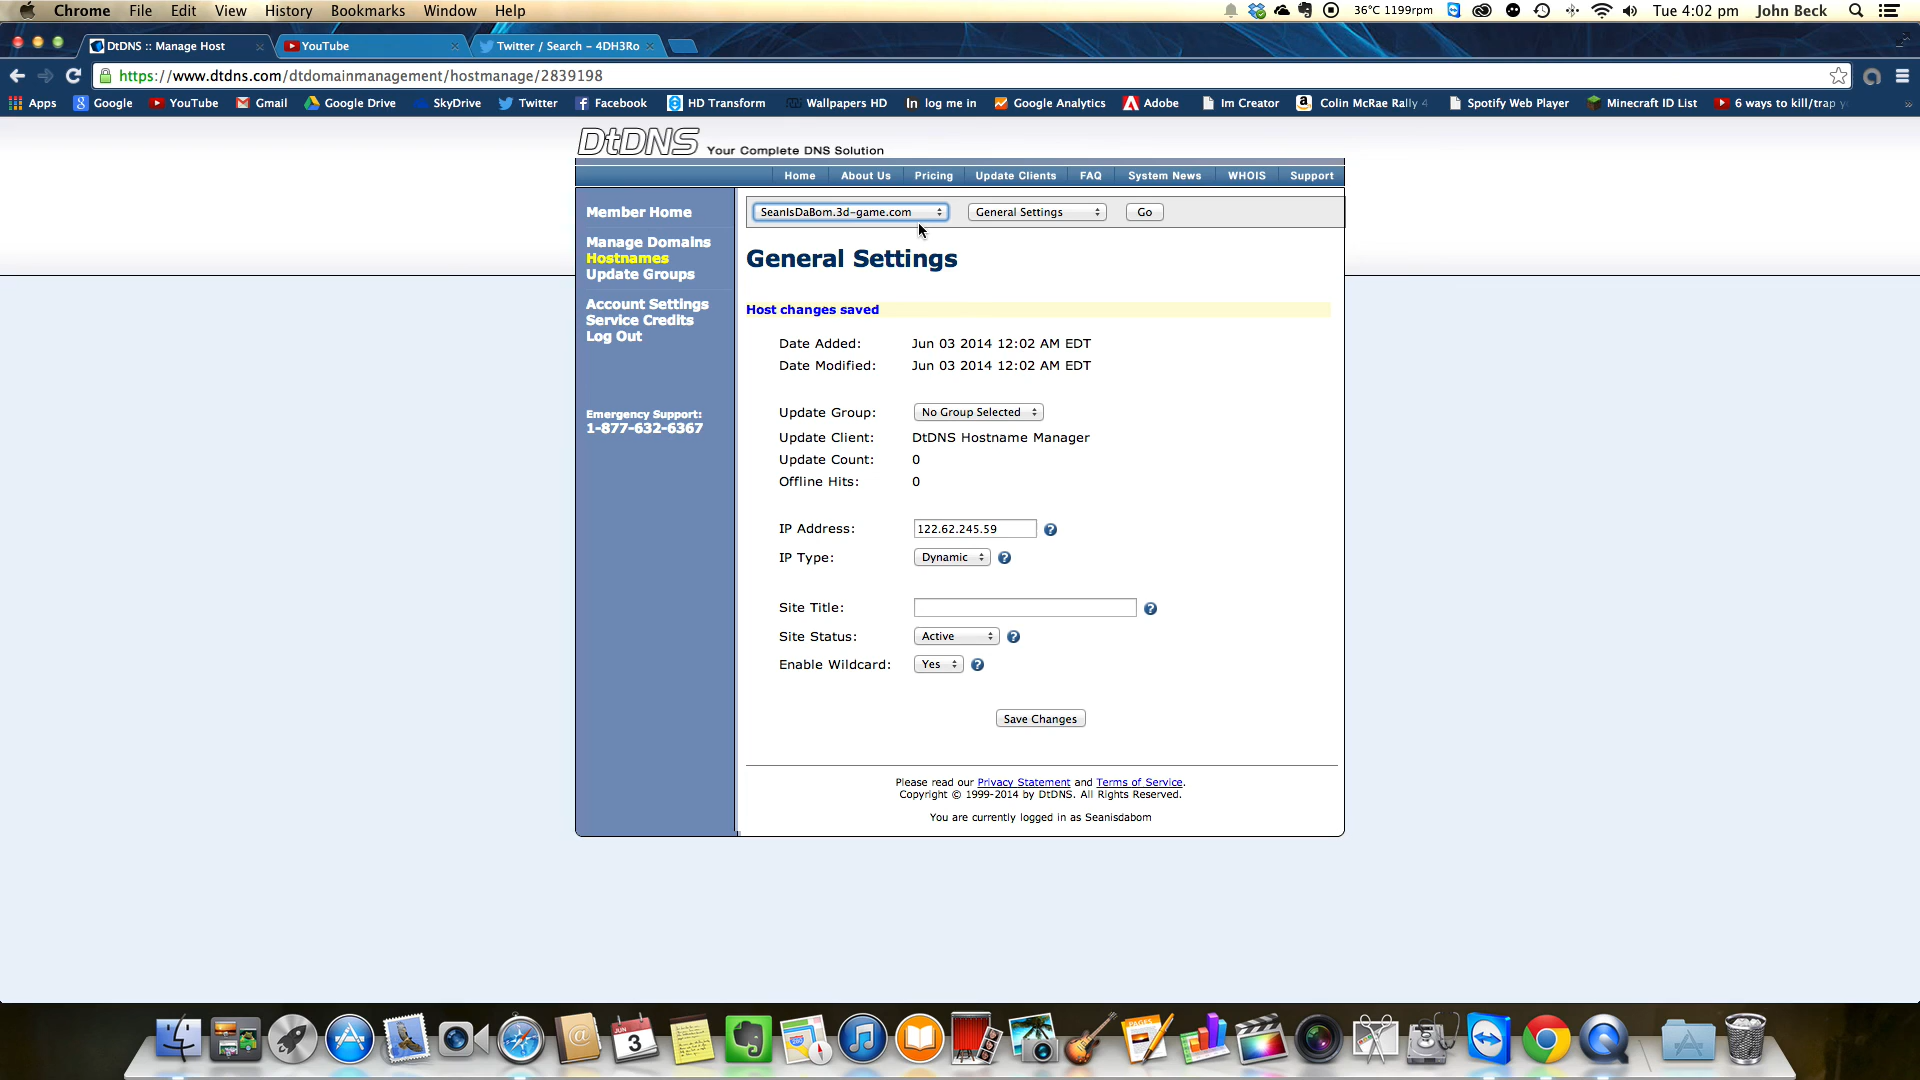 Chrome File Edit View History Bookmarks Window Help 36°C 1199rpm Tue 4:02 pm John Beck
DtDNS :: Manage Host YouTube Twitter / Search - 4DH3Ro
https://www.dtdns.com/dtdomainmanagement/hostmanage/2839198
Apps Google YouTube Gmail Google Drive SkyDrive Twitter Facebook HD Transform Wallpapers HD log me in Google Analytics Adobe Im Creator Colin McRae Rally 4 Spotify Web Player Minecraft ID List 6 ways to kill/trap y
DtDNS Your Complete DNS Solution
Home About Us Pricing Update Clients FAQ System News WHOIS Support
Member Home
Manage Domains
Hostnames
Update Groups
Account Settings
Service Credits
Log Out
Emergency Support:
1-877-632-6367
SeanIsDaBom.3d-game.com General Settings Go
General Settings
Host changes saved
Date Added: Jun 03 2014 12:02 AM EDT
Date Modified: Jun 03 2014 12:02 AM EDT
Update Group: No Group Selected
Update Client: DtDNS Hostname Manager
Update Count: 0
Offline Hits: 0
IP Address: 122.62.245.59
IP Type: Dynamic
Site Title:
Site Status: Active
Enable Wildcard: Yes
Save Changes
Please read our Privacy Statement and Terms of Service.
Copyright © 1999-2014 by DtDNS. All Rights Reserved.
You are currently logged in as Seanisdabom
JUN
3
PAGES